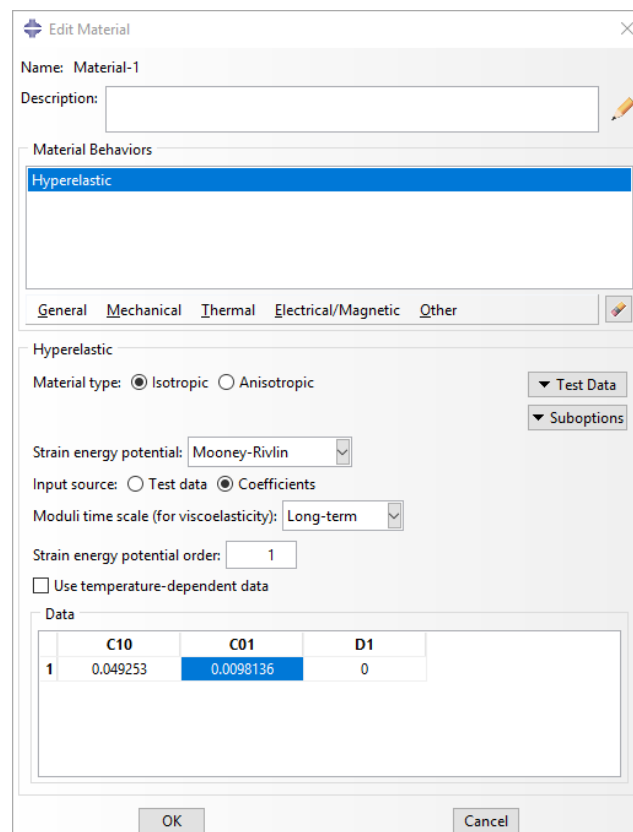 Edit Material
Name: Material-1
Description:
Material Behaviors
Hyperelastic
General Mechanical Thermal Electrical/Magnetic Other
Hyperelastic
Material type: Isotropic Anisotropic
Test Data
Suboptions
Strain energy potential: Mooney-Rivlin
Input source: Test data Coefficients
Moduli time scale (for viscoelasticity): Long-term
Strain energy potential order: 1
Use temperature-dependent data
Data
C10 C01 D1
1 0.049253 0.0098136 0
OK Cancel